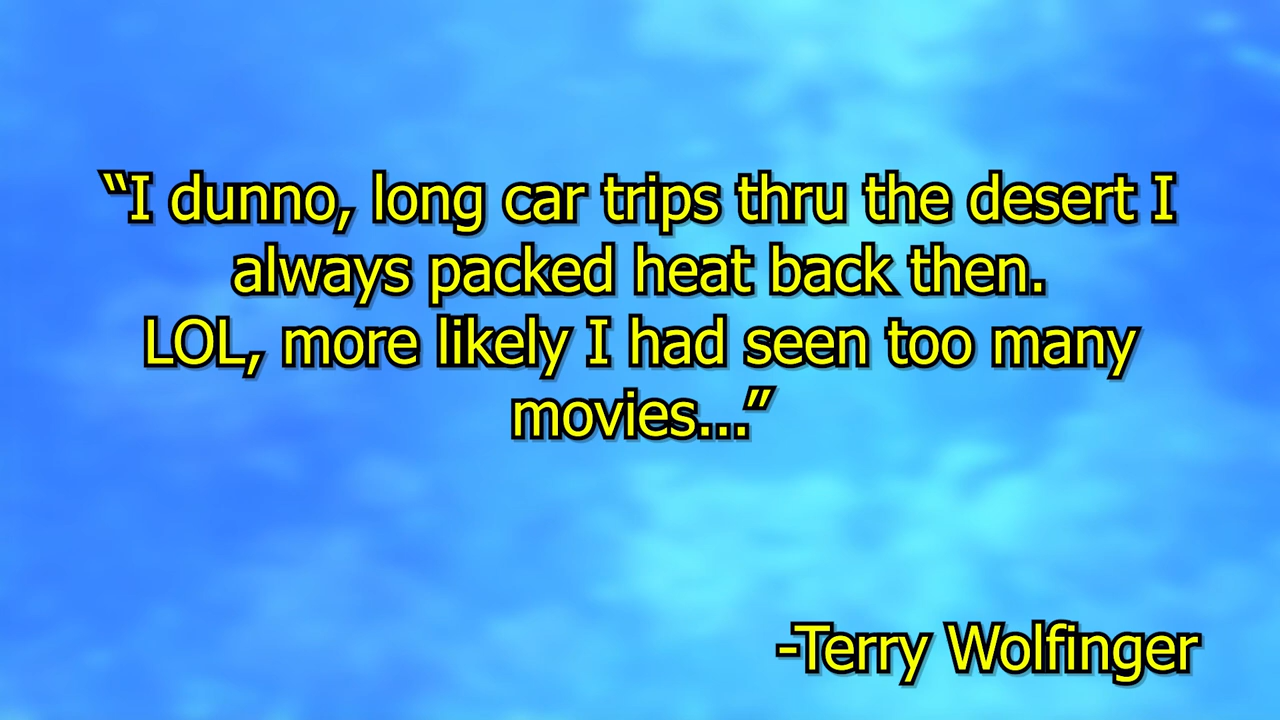 “I dunno, long car trips thru the desert I
always packed heat back then.
LOL, more likely I had seen too many
movies...”
-Terry Wolfinger